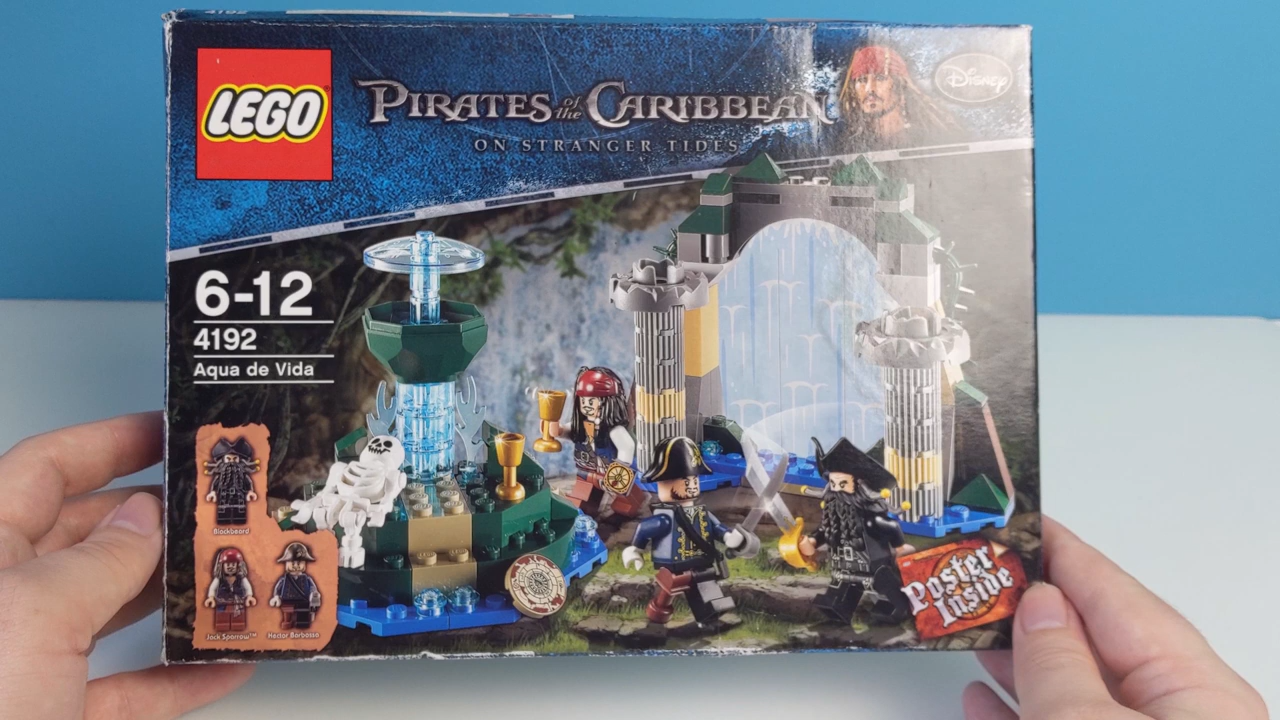 4192
LEGO
PIRATES of the CARIBBEAN
ON STRANGER TIDES
Disney
6-12
4192
Aqua de Vida
Blackbeard
Jack Sparrow™ Hector Barbossa
Poster
Inside